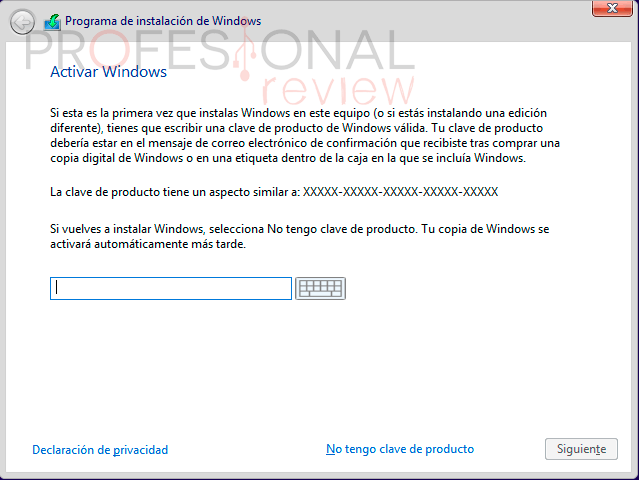 Programa de instalación de Windows
PROFESIONAL
review
Activar Windows
Si esta es la primera vez que instalas Windows en este equipo (o si estás instalando una edición
diferente), tienes que escribir una clave de producto de Windows válida. Tu clave de producto
debería estar en el mensaje de correo electrónico de confirmación que recibiste tras comprar una
copia digital de Windows o en una etiqueta dentro de la caja en la que se incluía Windows.
La clave de producto tiene un aspecto similar a: XXXXX-XXXXX-XXXXX-XXXXX-XXXXX
Si vuelves a instalar Windows, selecciona No tengo clave de producto. Tu copia de Windows se
activará automáticamente más tarde.
Declaración de privacidad
No tengo clave de producto
Siguiente